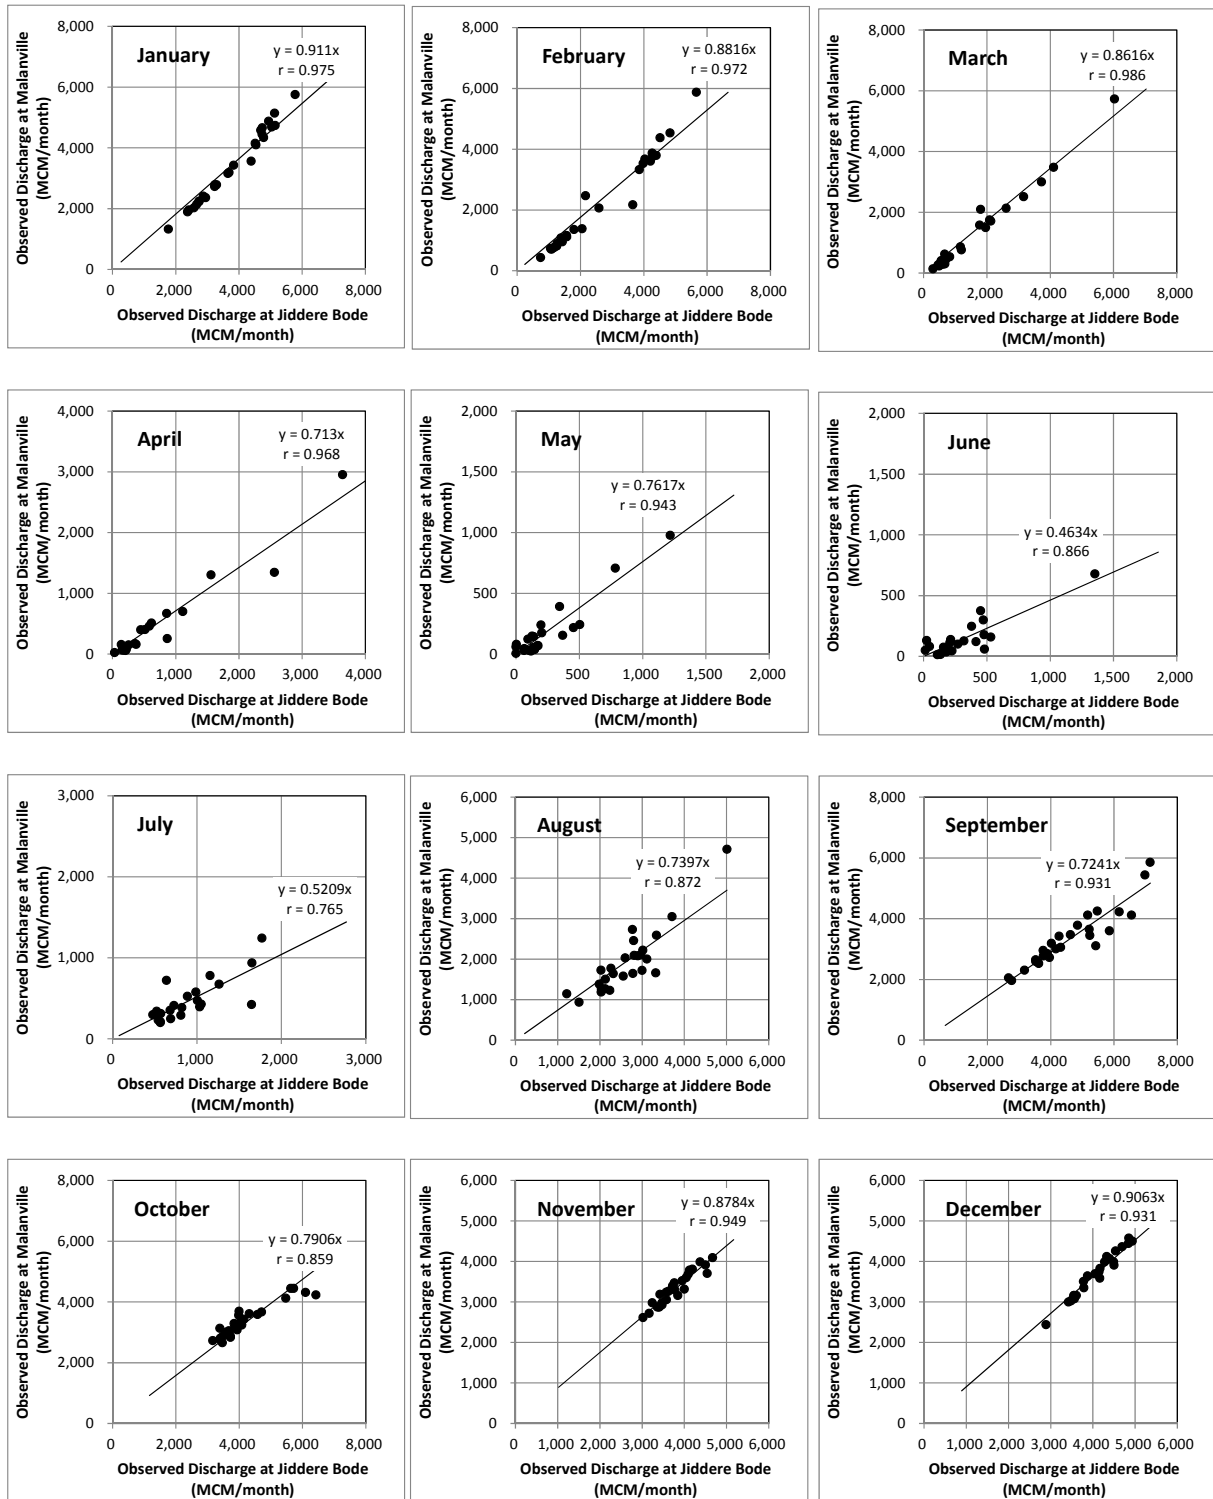 Observed Discharge at Malanville
(MCM/month)
8,000
6,000
4,000
2,000
0
January
y = 0.911x
r = 0.975
0 2,000 4,000 6,000 8,000
Observed Discharge at Jiddere Bode
(MCM/month)
Observed Discharge at Malanville
(MCM/month)
8,000
6,000
4,000
2,000
0
February
y = 0.8816x
r = 0.972
0 2,000 4,000 6,000 8,000
Observed Discharge at Jiddere Bode
(MCM/month)
Observed Discharge at Malanville
(MCM/month)
8,000
6,000
4,000
2,000
0
March
y = 0.8616x
r = 0.986
0 2,000 4,000 6,000 8,000
Observed Discharge at Jiddere Bode
(MCM/month)
Observed Discharge at Malanville
(MCM/month)
4,000
3,000
2,000
1,000
0
April
y = 0.713x
r = 0.968
0 1,000 2,000 3,000 4,000
Observed Discharge at Jiddere Bode
(MCM/month)
Observed Discharge at Malanville
(MCM/month)
2,000
1,500
1,000
500
0
May
y = 0.7617x
r = 0.943
0 500 1,000 1,500 2,000
Observed Discharge at Jiddere Bode
(MCM/month)
Observed Discharge at Malanville
(MCM/month)
2,000
1,500
1,000
500
0
June
y = 0.4634x
r = 0.866
0 500 1,000 1,500 2,000
Observed Discharge at Jiddere Bode
(MCM/month)
Observed Discharge at Malanville
(MCM/month)
3,000
2,000
1,000
0
July
y = 0.5209x
r = 0.765
0 1,000 2,000 3,000
Observed Discharge at Jiddere Bode
(MCM/month)
Observed Discharge at Malanville
(MCM/month)
6,000
5,000
4,000
3,000
2,000
1,000
0
August
y = 0.7397x
r = 0.872
0 1,000 2,000 3,000 4,000 5,000 6,000
Observed Discharge at Jiddere Bode
(MCM/month)
Observed Discharge at Malanville
(MCM/month)
8,000
6,000
4,000
2,000
0
September
y = 0.7241x
r = 0.931
0 2,000 4,000 6,000 8,000
Observed Discharge at Jiddere Bode
(MCM/month)
Observed Discharge at Malanville
(MCM/month)
8,000
6,000
4,000
2,000
0
October
y = 0.7906x
r = 0.859
0 2,000 4,000 6,000 8,000
Observed Discharge at Jiddere Bode
(MCM/month)
Observed Discharge at Malanville
(MCM/month)
6,000
5,000
4,000
3,000
2,000
1,000
0
November
y = 0.8784x
r = 0.949
0 1,000 2,000 3,000 4,000 5,000 6,000
Observed Discharge at Jiddere Bode
(MCM/month)
Observed Discharge at Malanville
(MCM/month)
6,000
5,000
4,000
3,000
2,000
1,000
0
December
y = 0.9063x
r = 0.931
0 1,000 2,000 3,000 4,000 5,000 6,000
Observed Discharge at Jiddere Bode
(MCM/month)